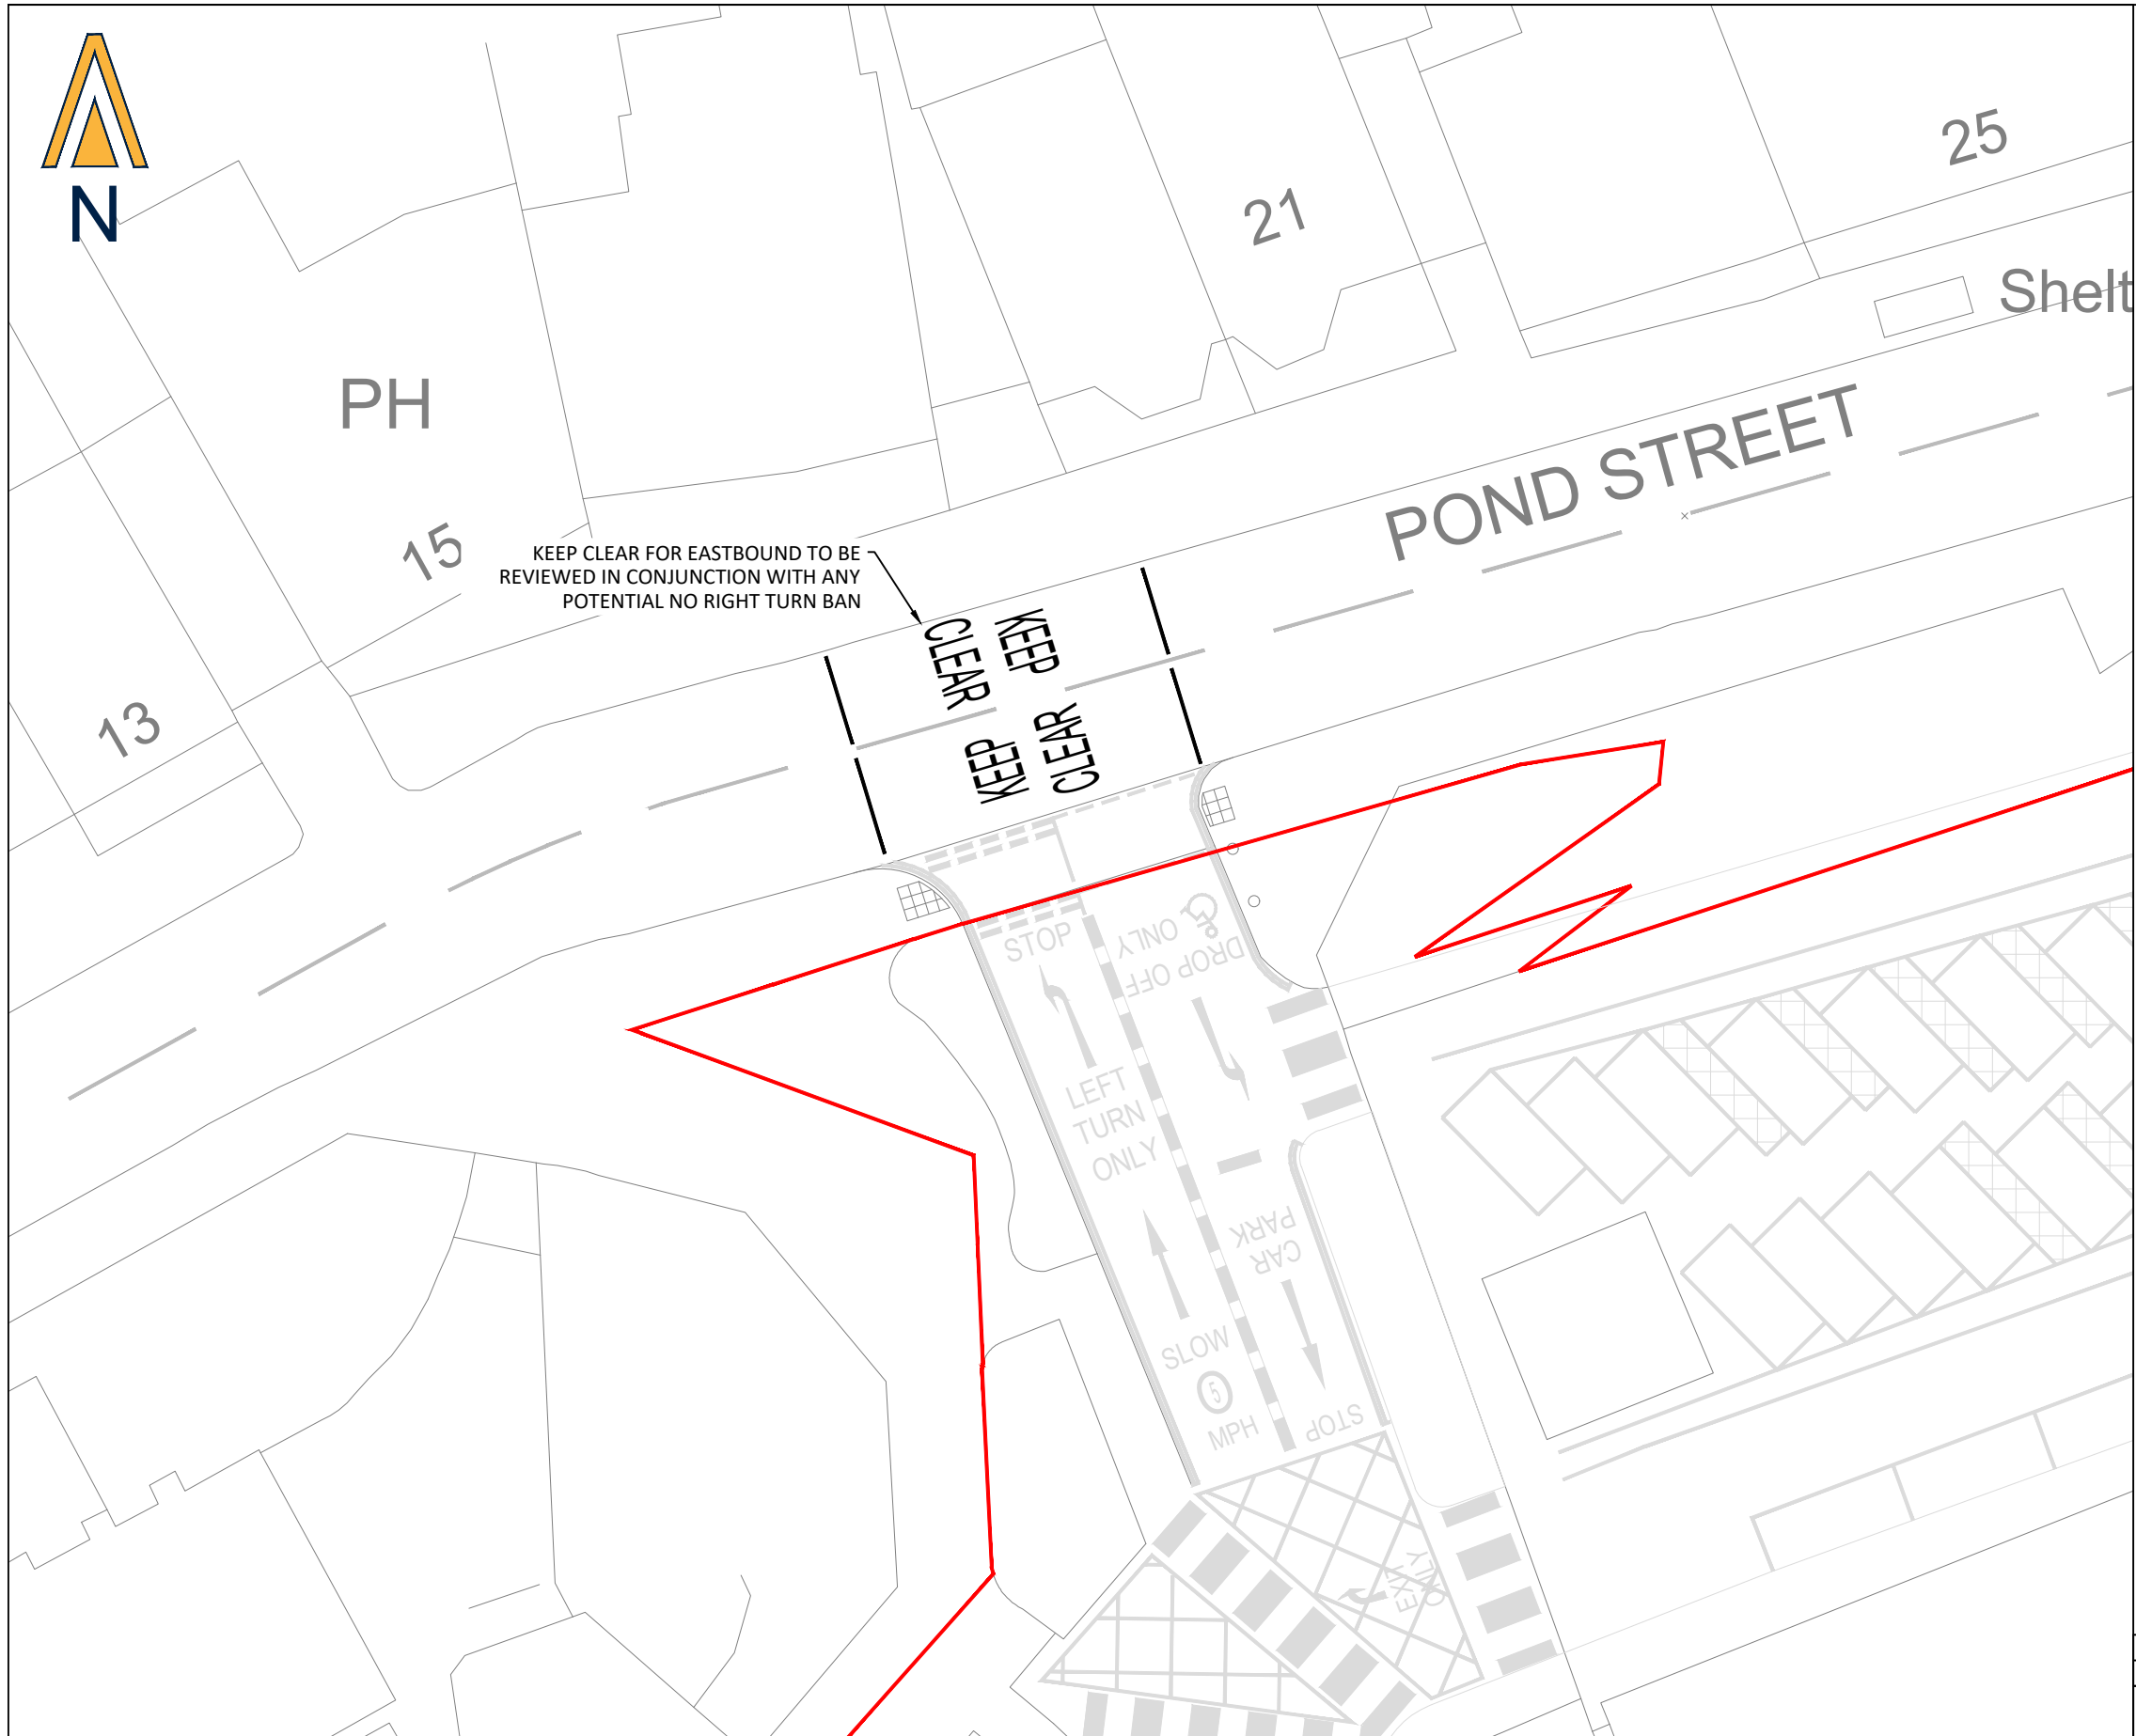 N
25
21
Shelt
PH
POND STREET
15
KEEP CLEAR FOR EASTBOUND TO BE
REVIEWED IN CONJUNCTION WITH ANY
POTENTIAL NO RIGHT TURN BAN
KEEP
CLEAR
13
KEEP
CLEAR
STOP
DROP OFF
ONLY
LEFT
TURN
ONLY
CAR
PARK
SLOW
5
MPH
STOP
EXIT
ONLY